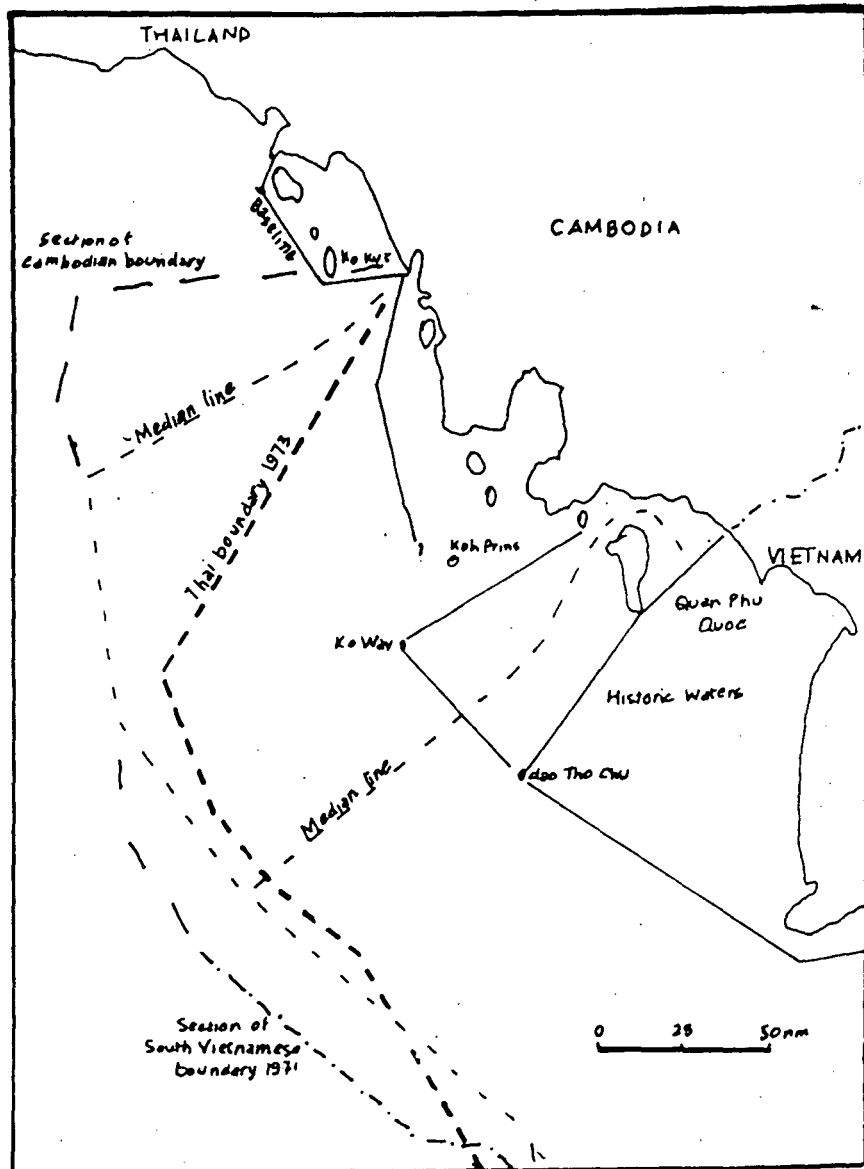 THAILAND
CAMBODIA
Baseline
Ko Kut
Section of
Cambodian boundary
Median line
Thai boundary 1973
Koh Prins
VIETNAM
Quan Phu
Quoc
Ko Way
Historic Waters
dao Tho Chu
Median line
Section of
South Vietnamese
boundary 1971
0 25 50nm